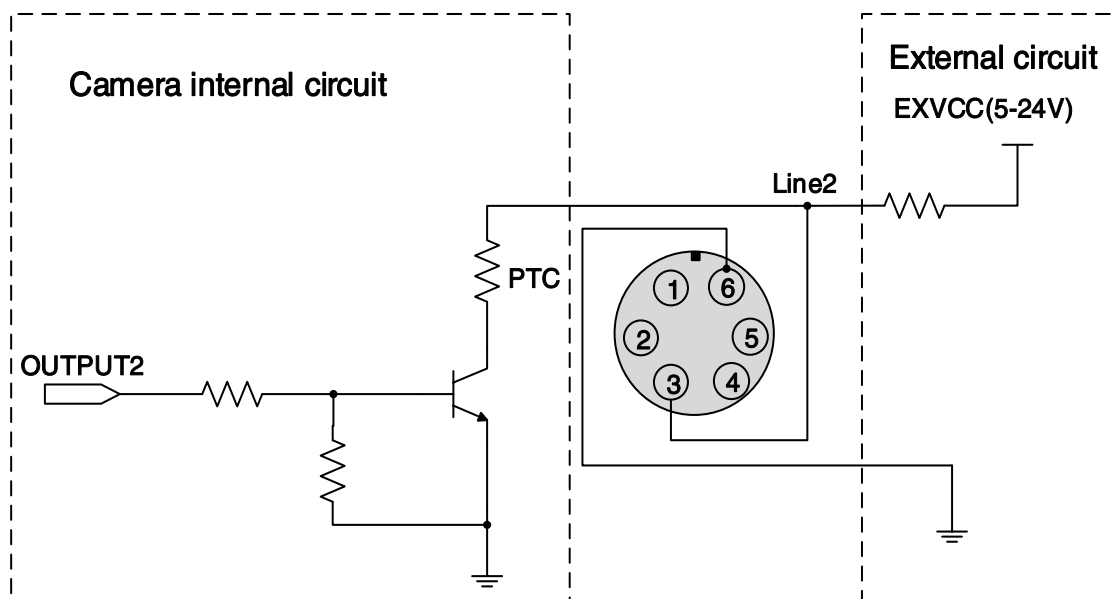 Camera internal circuit
External circuit
EXVCC(5-24V)
Line2
PTC
1
6
2
5
3
4
OUTPUT2